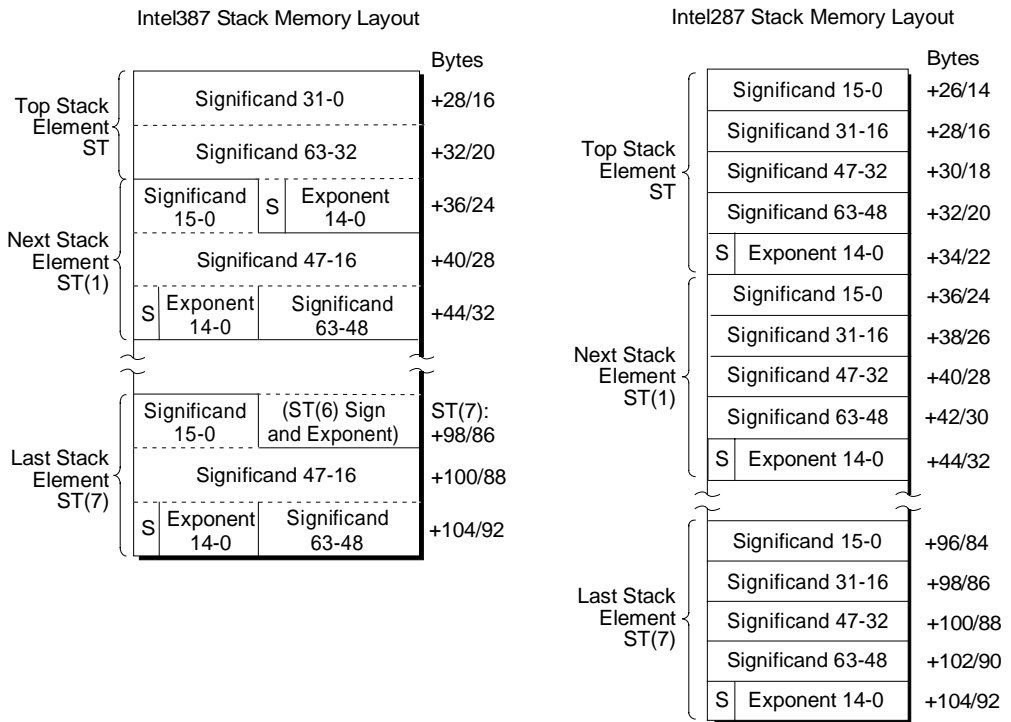 Intel387 Stack Memory Layout
Bytes
Top Stack
Element
ST
Significand 31-0
+28/16
Significand 63-32
+32/20
Significand
15-0
S
Exponent
14-0
+36/24
Next Stack
Element
ST(1)
Significand 47-16
+40/28
S
Exponent
14-0
Significand
63-48
+44/32
Significand
15-0
(ST(6) Sign
and Exponent)
ST(7):
+98/86
Last Stack
Element
ST(7)
Significand 47-16
+100/88
S
Exponent
14-0
Significand
63-48
+104/92
Intel287 Stack Memory Layout
Bytes
Top Stack
Element
ST
Significand 15-0
+26/14
Significand 31-16
+28/16
Significand 47-32
+30/18
Significand 63-48
+32/20
S
Exponent 14-0
+34/22
Next Stack
Element
ST(1)
Significand 15-0
+36/24
Significand 31-16
+38/26
Significand 47-32
+40/28
Significand 63-48
+42/30
S
Exponent 14-0
+44/32
Last Stack
Element
ST(7)
Significand 15-0
+96/84
Significand 31-16
+98/86
Significand 47-32
+100/88
Significand 63-48
+102/90
S
Exponent 14-0
+104/92